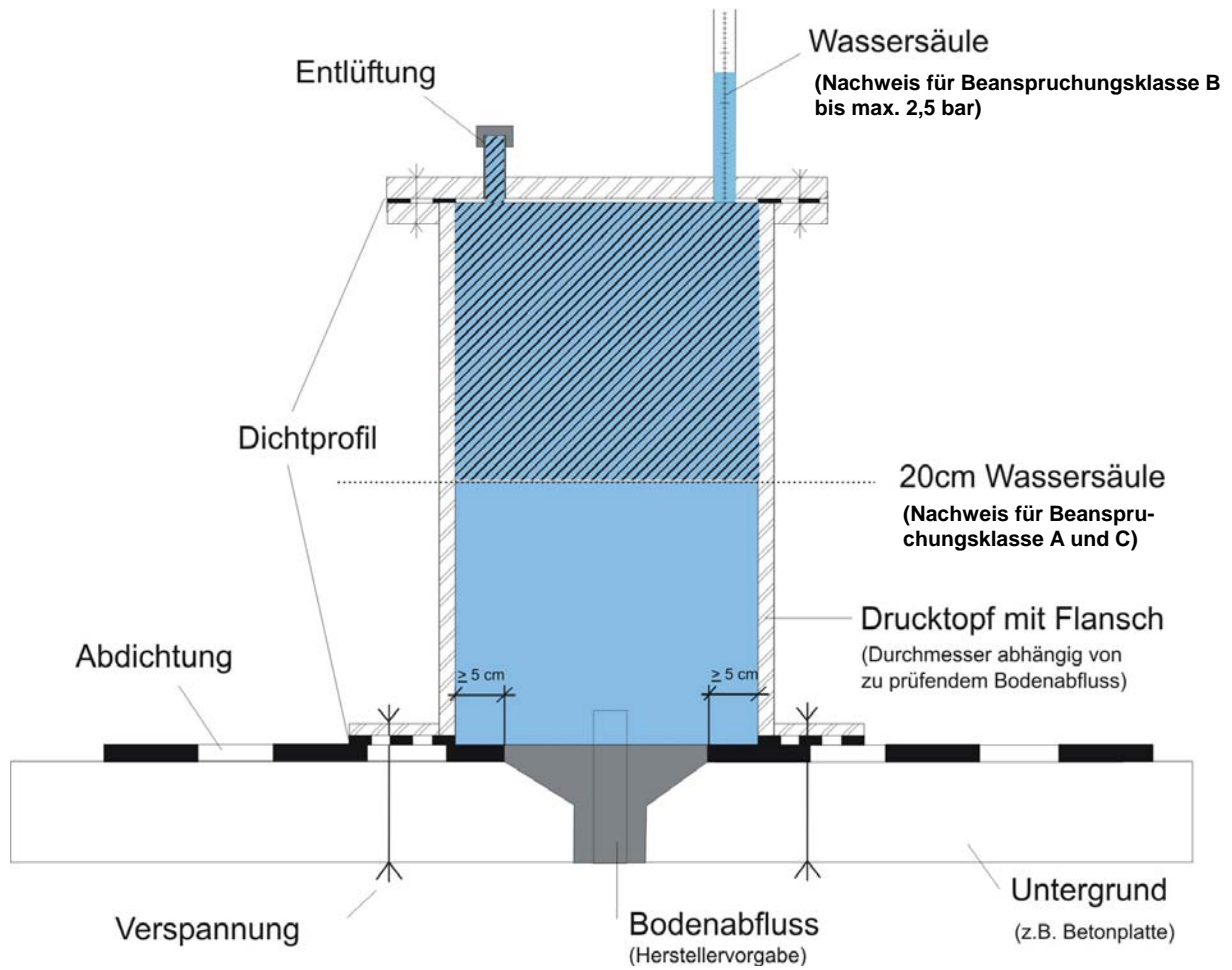 Wassersäule
(Nachweis für Beanspruchungsklasse B
bis max. 2,5 bar)
Entlüftung
Dichtprofil
20cm Wassersäule
(Nachweis für Beanspru-
chungsklasse A und C)
Drucktopf mit Flansch
(Durchmesser abhängig von
zu prüfendem Bodenabfluss)
Abdichtung
≥ 5 cm
≥ 5 cm
Verspannung
Bodenabfluss
(Herstellervorgabe)
Untergrund
(z.B. Betonplatte)